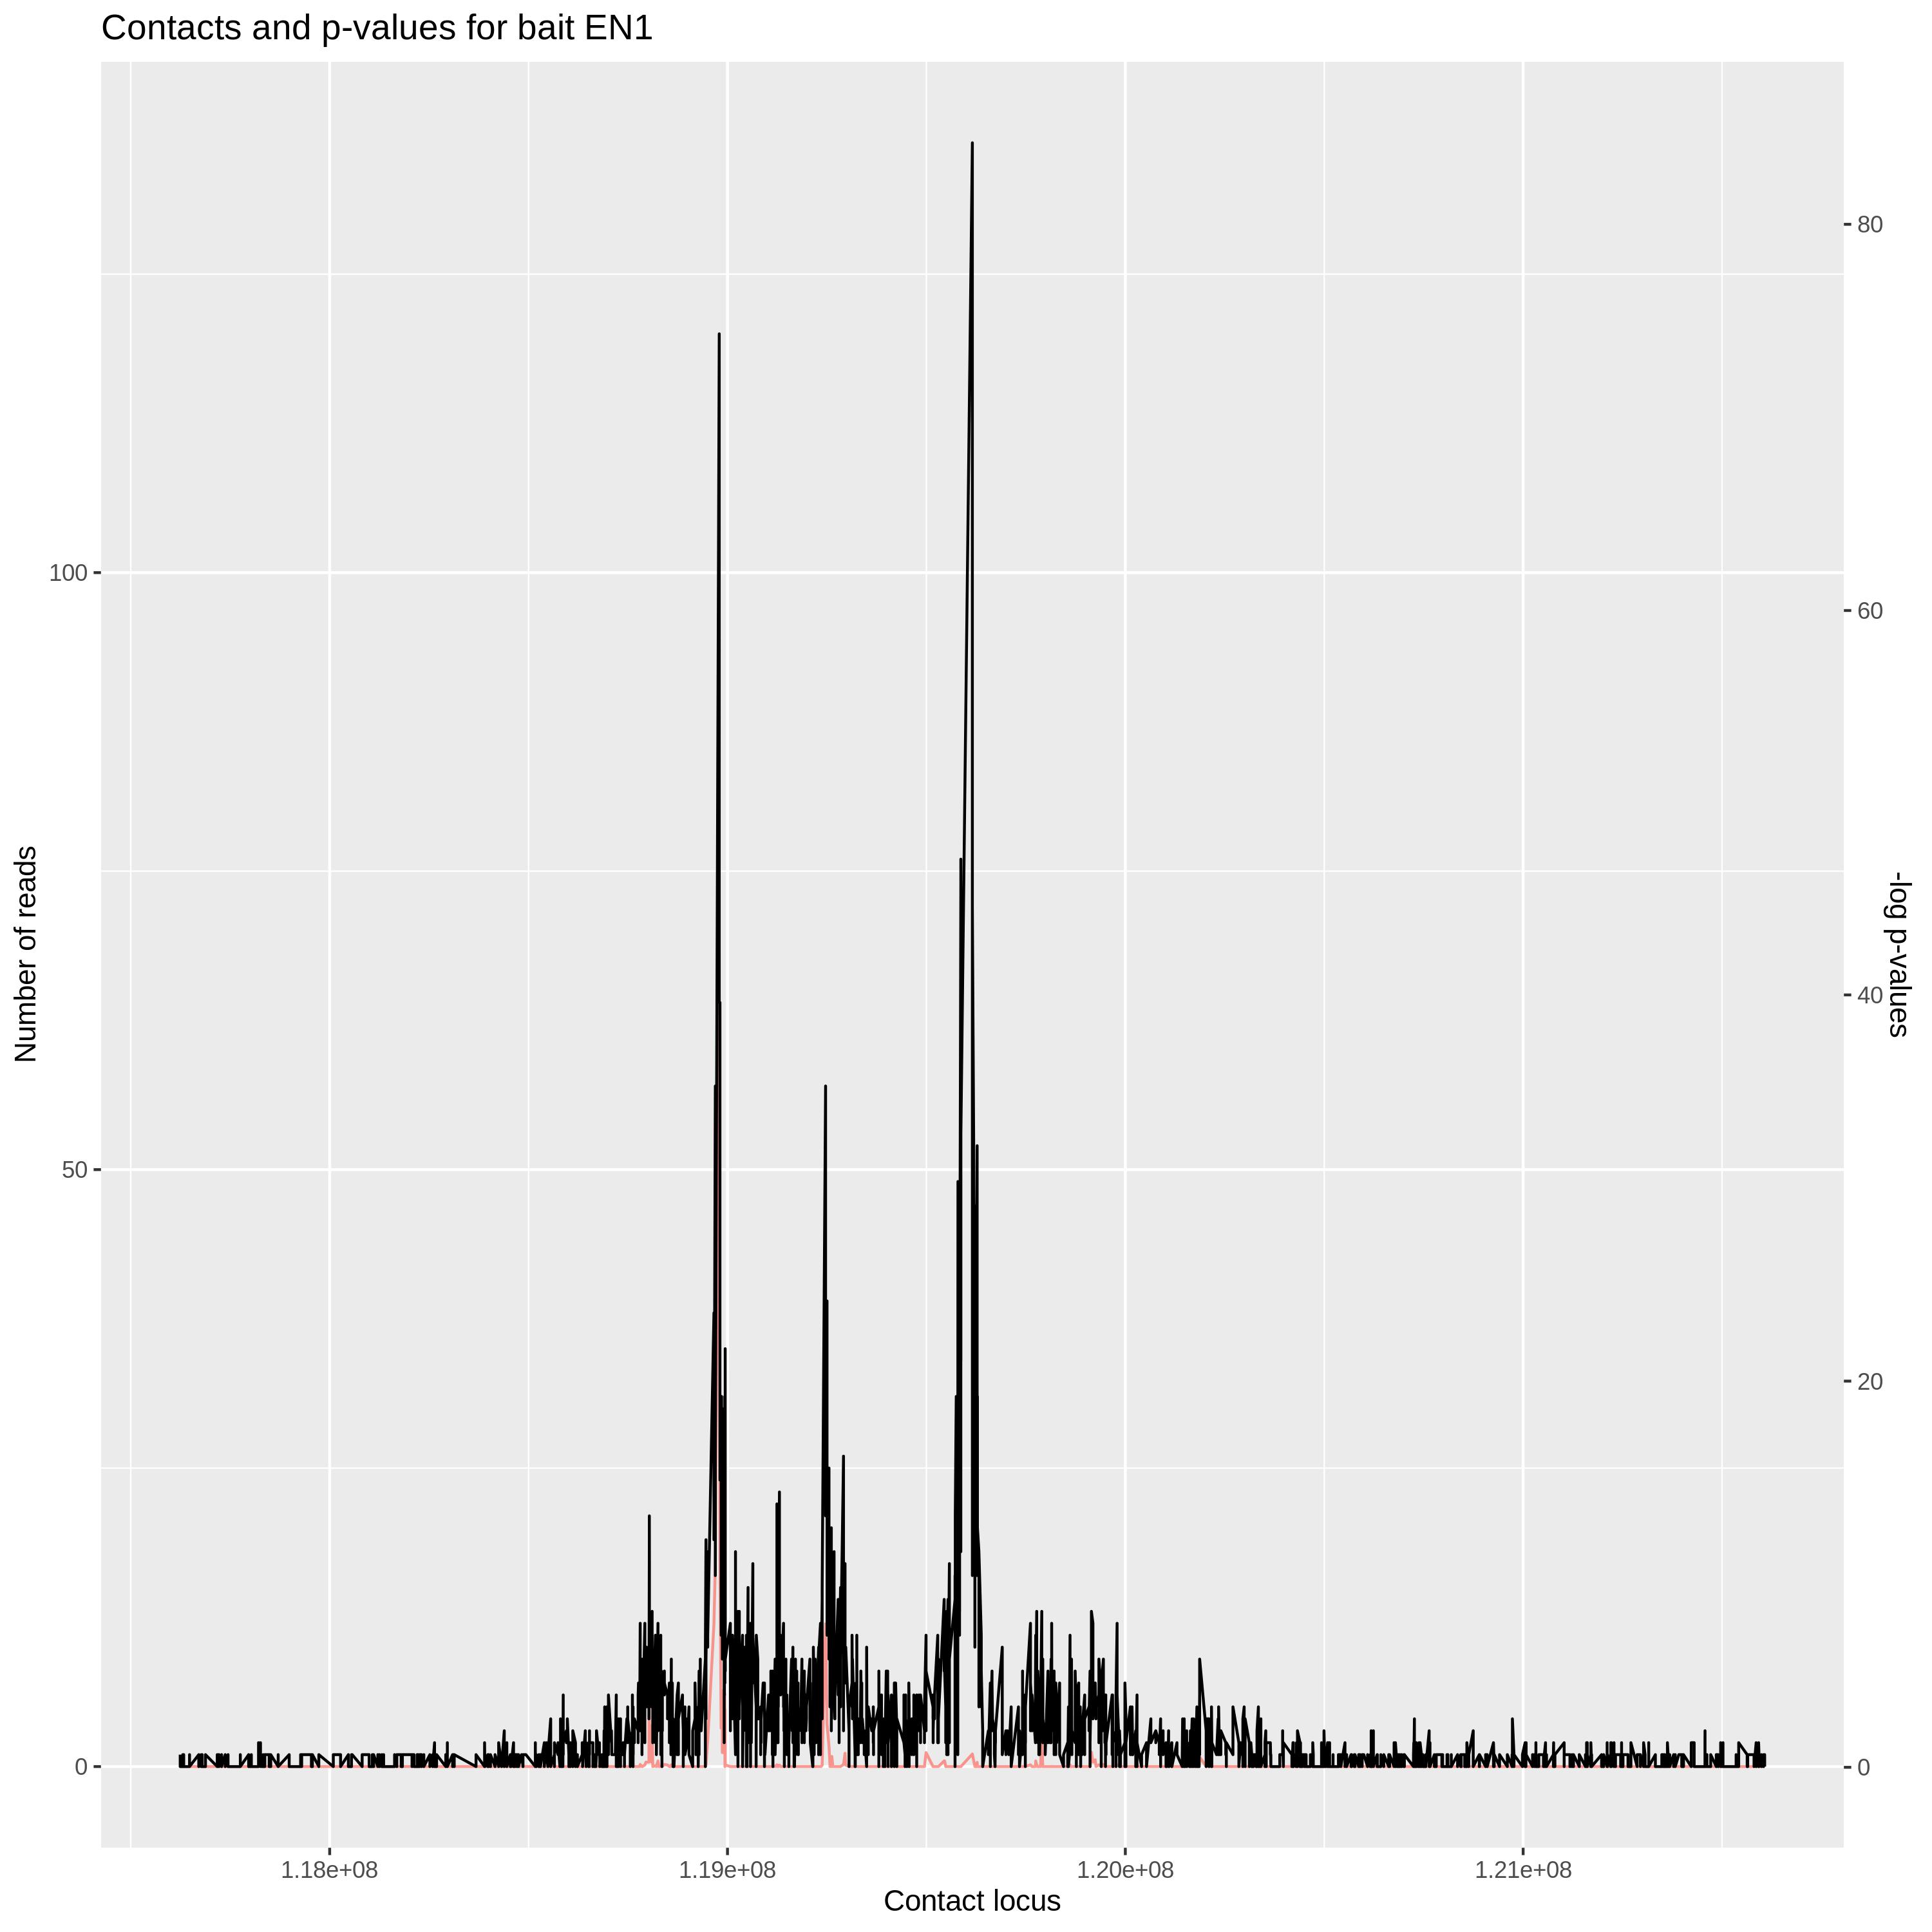 Contacts and p-values for bait EN1
Number of reads
100
50
0
80
60
40
20
0
-log p-values
1.18e+08
1.19e+08
1.20e+08
1.21e+08
Contact locus